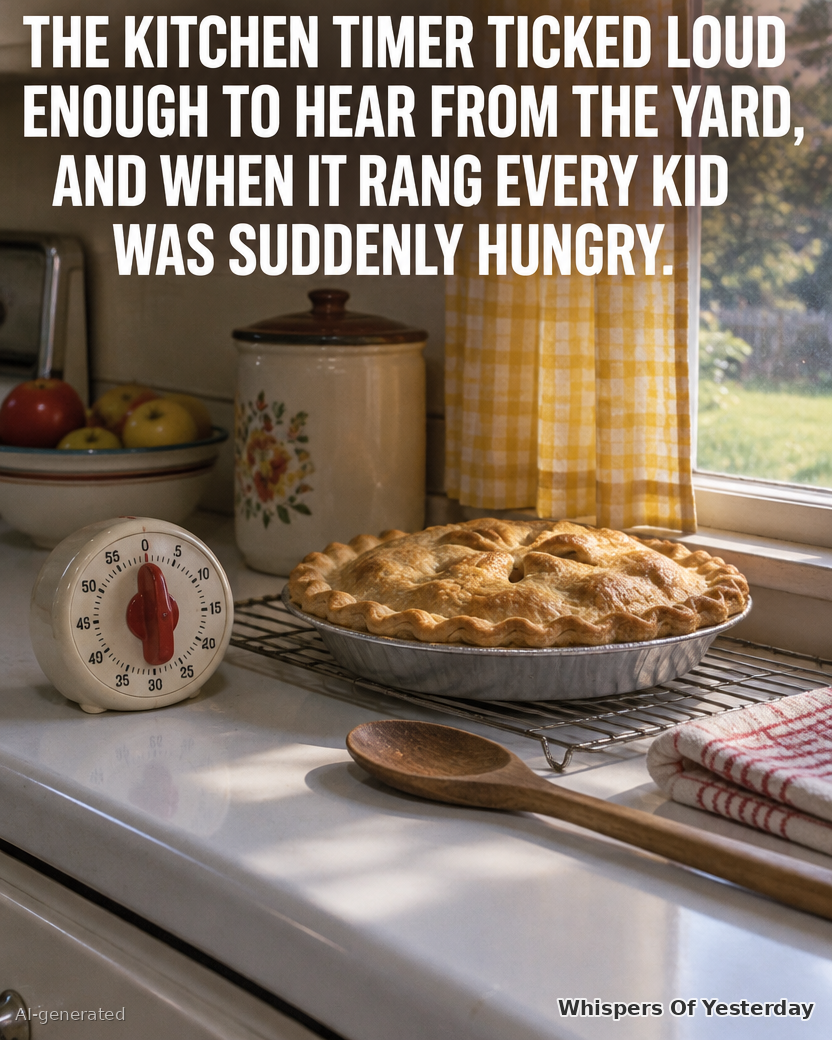 THE KITCHEN TIMER TICKED LOUD
ENOUGH TO HEAR FROM THE YARD,
AND WHEN IT RANG EVERY KID
WAS SUDDENLY HUNGRY.
0
5
10
15
20
25
30
35
40
45
50
55
AI-generated
Whispers Of Yesterday